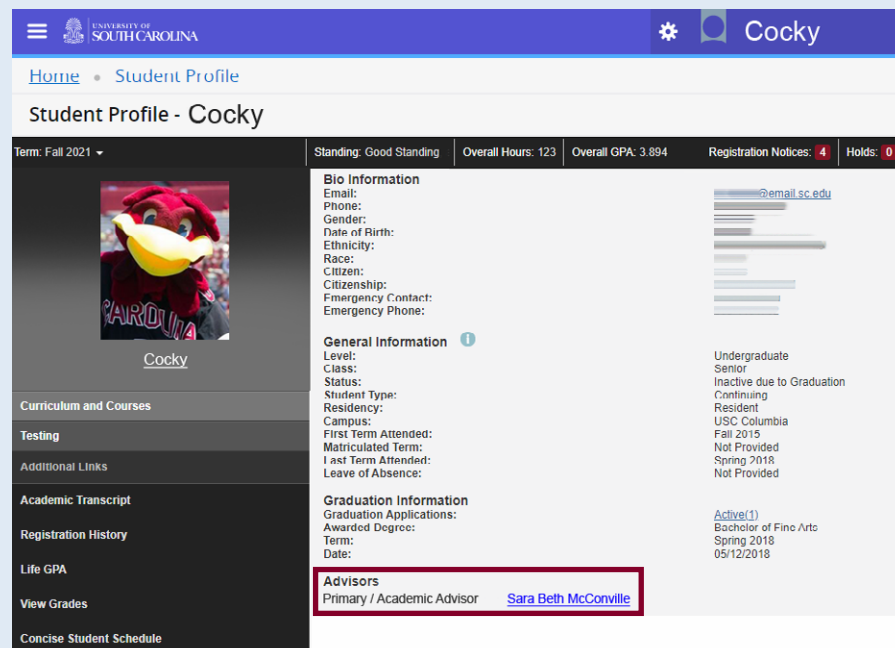 UNIVERSITY OF
SOUTH CAROLINA
Cocky
Home • Student Profile
Student Profile - Cocky
Term: Fall 2021
Standing: Good Standing
Overall Hours: 123
Overall GPA: 3.894
Registration Notices: 4
Holds: 0
CAROLINA
Cocky
Curriculum and Courses
Testing
Additional Links
Academic Transcript
Registration History
Life GPA
View Grades
Concise Student Schedule
Bio Information
Email: @email.sc.edu
Phone:
Gender:
Date of Birth:
Ethnicity:
Race:
Citizen:
Citizenship:
Emergency Contact:
Emergency Phone:
General Information
Level: Undergraduate
Class: Senior
Status: Inactive due to Graduation
Student Type: Continuing
Residency: Resident
Campus: USC Columbia
First Term Attended: Fall 2015
Matriculated Term: Not Provided
Last Term Attended: Spring 2018
Leave of Absence: Not Provided
Graduation Information
Graduation Applications: Active(1)
Awarded Degree: Bachelor of Fine Arts
Term: Spring 2018
Date: 05/12/2018
Advisors
Primary / Academic Advisor Sara Beth McConville